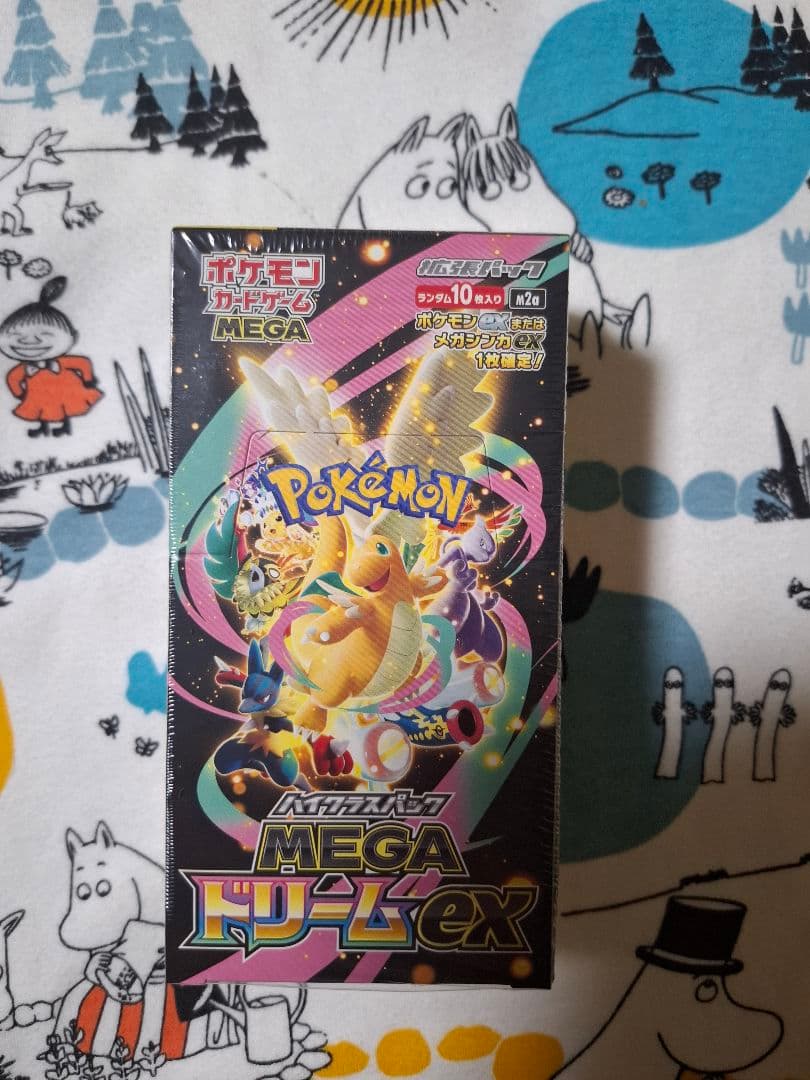 ポケモン
カードゲーム
MEGA
拡張パック
ランダム10枚入り
m2a
ポケモンexまたは
メガシンカex
1枚確定!
POKéMON
ハイクラスパック
MEGA
ドリームex